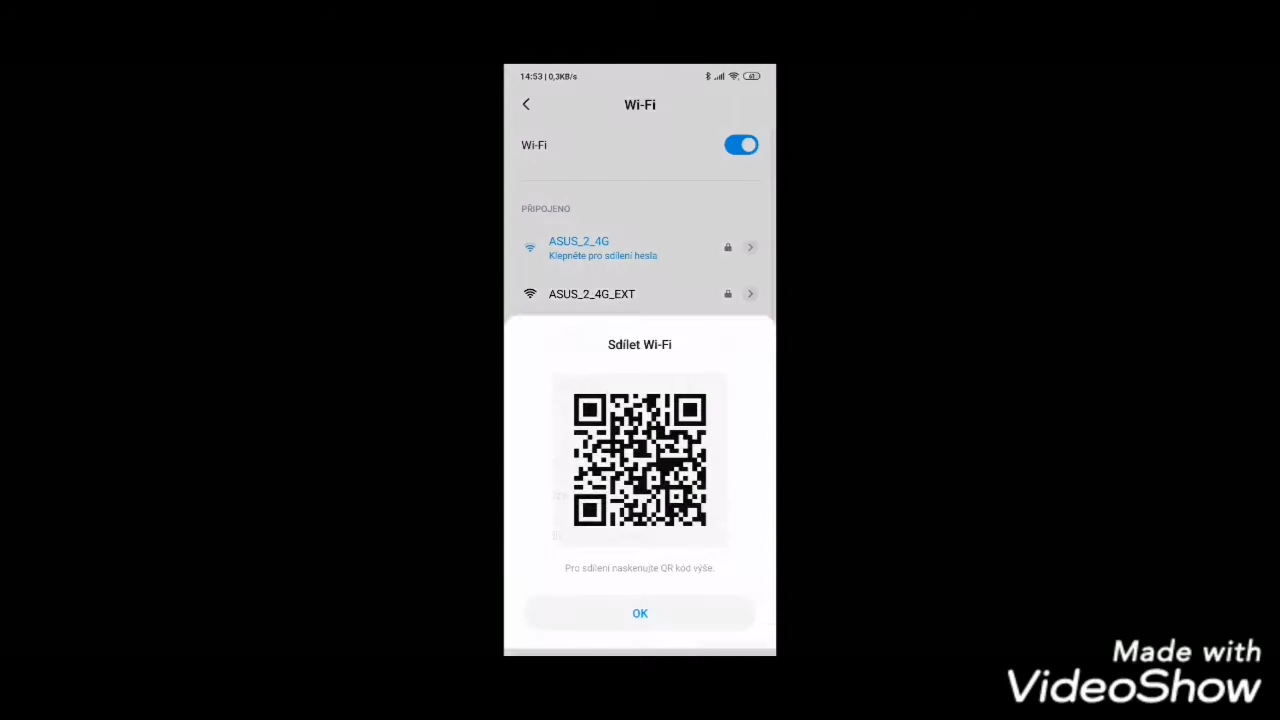 14:53 | 0,3KB/s
Wi-Fi
Wi-Fi
PŘIPOJENO
ASUS_2_4G
Klepněte pro sdílení hesla
ASUS_2_4G_EXT
Sdílet Wi-Fi
Pro sdílení naskenujte QR kód výše.
OK
Made with
VideoShow